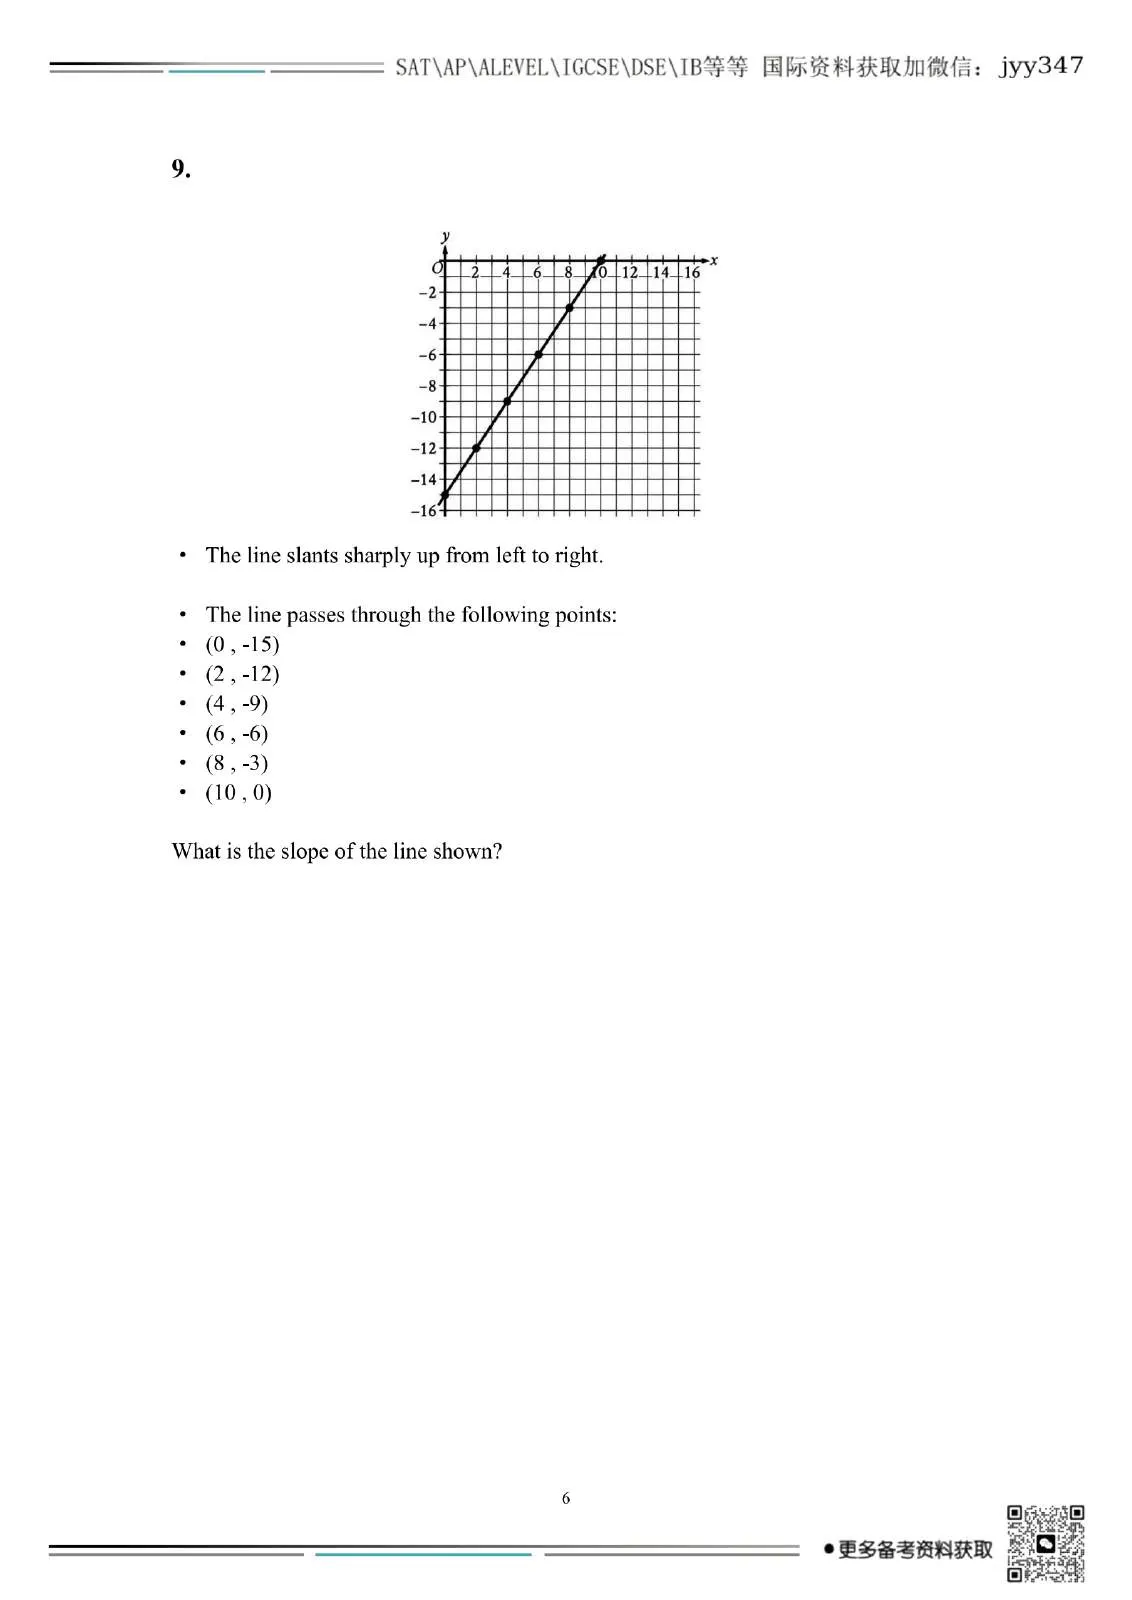 SAT\AP\ALEVEL\IGCSE\DSE\IB等等 国际资料获取加微信：jyy347
9.
y
O 2 4 6 8 10 12 14 16 x
-2
-4
-6
-8
-10
-12
-14
-16
• The line slants sharply up from left to right.
• The line passes through the following points:
• (0 , -15)
• (2 , -12)
• (4 , -9)
• (6 , -6)
• (8 , -3)
• (10 , 0)
What is the slope of the line shown?
6
●更多备考资料获取